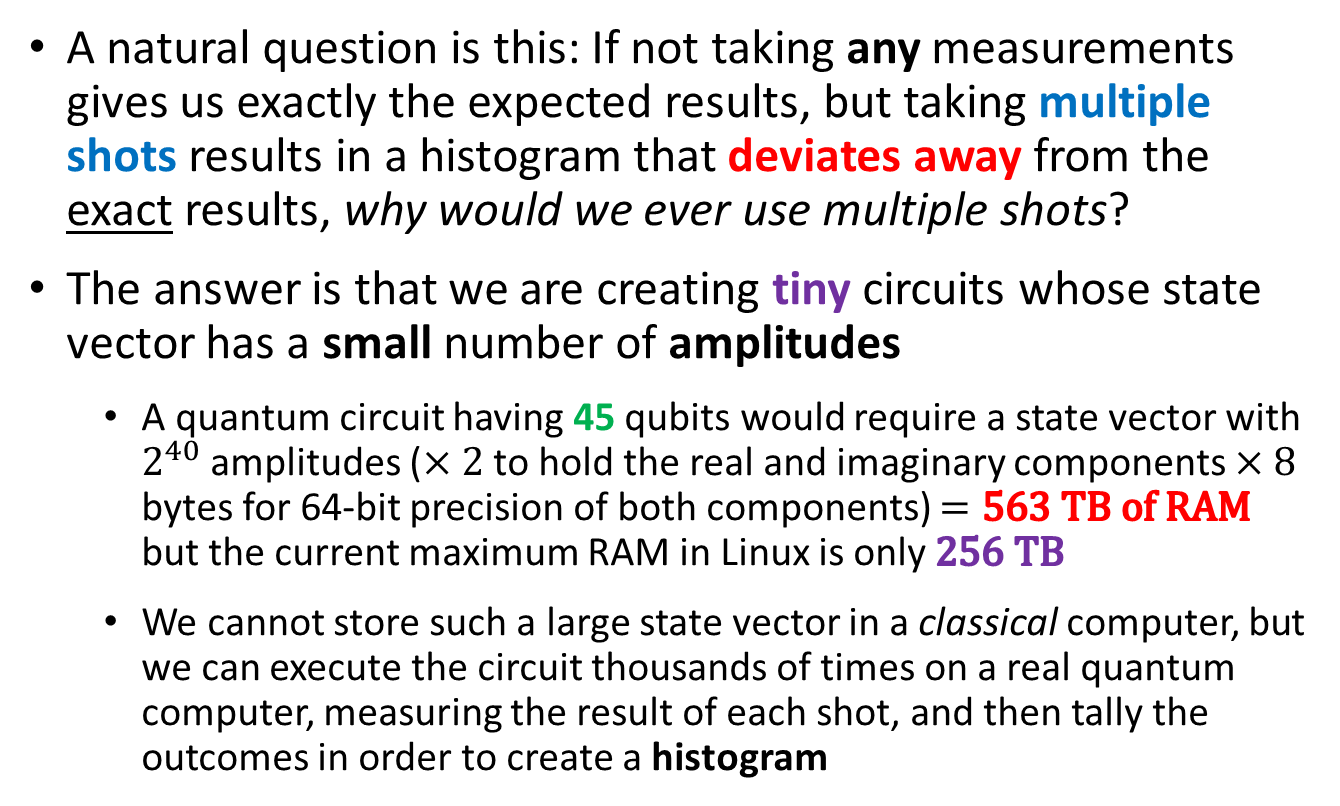 • A natural question is this: If not taking any measurements
gives us exactly the expected results, but taking multiple
shots results in a histogram that deviates away from the
exact results, why would we ever use multiple shots?
• The answer is that we are creating tiny circuits whose state
vector has a small number of amplitudes
• A quantum circuit having 45 qubits would require a state vector with
2⁴⁰ amplitudes (× 2 to hold the real and imaginary components × 8
bytes for 64-bit precision of both components) = 563 TB of RAM
but the current maximum RAM in Linux is only 256 TB
• We cannot store such a large state vector in a classical computer, but
we can execute the circuit thousands of times on a real quantum
computer, measuring the result of each shot, and then tally the
outcomes in order to create a histogram